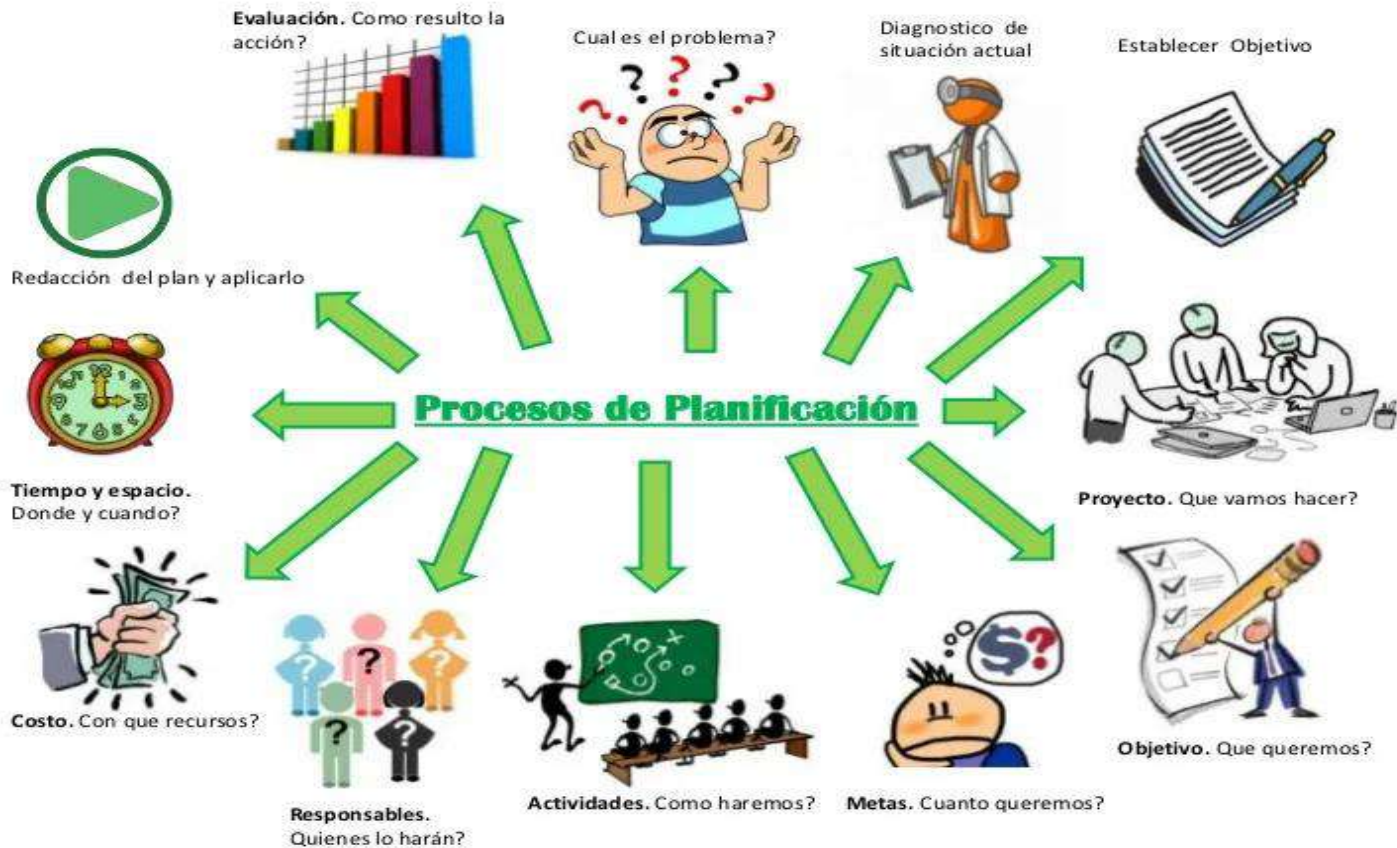 Evaluación. Como resulto la
acción?
Cual es el problema?
Diagnostico de
situación actual
Establecer Objetivo
Redacción del plan y aplicarlo
Procesos de Planificación
Tiempo y espacio.
Donde y cuando?
Proyecto. Que vamos hacer?
Costo. Con que recursos?
Responsables.
Quienes lo harán?
Actividades. Como haremos?
Metas. Cuanto queremos?
Objetivo. Que queremos?